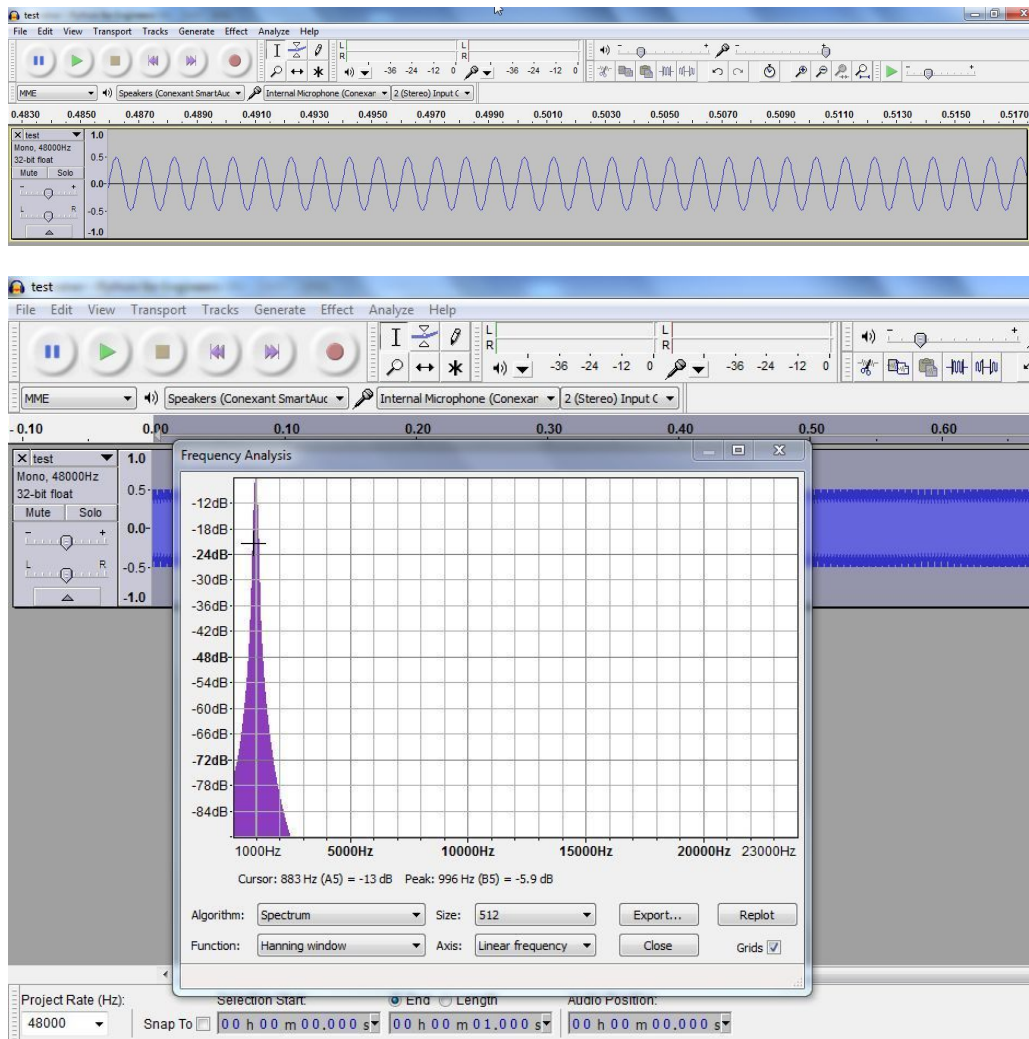 test
File Edit View Transport Tracks Generate Effect Analyze Help
L
R
L
R
-36 -24 -12 0
-36 -24 -12 0
MME
Speakers (Conexant SmartAuc
Internal Microphone (Conexar
2 (Stereo) Input C
0.4830 0.4850 0.4870 0.4890 0.4910 0.4930 0.4950 0.4970 0.4990 0.5010 0.5030 0.5050 0.5070 0.5090 0.5110 0.5130 0.5150 0.5170
X test
1.0
Mono, 48000Hz
32-bit float
0.5
Mute Solo
- +
0.0
L R
-0.5
-1.0
test
File Edit View Transport Tracks Generate Effect Analyze Help
L
R
L
R
-36 -24 -12 0
-36 -24 -12 0
MME
Speakers (Conexant SmartAuc
Internal Microphone (Conexar
2 (Stereo) Input C
- 0.10 0.00 0.10 0.20 0.30 0.40 0.50 0.60
X test
1.0
Mono, 48000Hz
32-bit float
0.5
Mute Solo
- +
0.0
L R
-0.5
-1.0
Frequency Analysis
-12dB
-18dB
-24dB
-30dB
-36dB
-42dB
-48dB
-54dB
-60dB
-66dB
-72dB
-78dB
-84dB
1000Hz 5000Hz 10000Hz 15000Hz 20000Hz 23000Hz
Cursor: 883 Hz (A5) = -13 dB Peak: 996 Hz (B5) = -5.9 dB
Algorithm: Spectrum Size: 512 Export... Replot
Function: Hanning window Axis: Linear frequency Close Grids
Project Rate (Hz): Selection Start: End Length Audio Position:
48000 Snap To 00 h 00 m 00.000 s 00 h 00 m 01.000 s 00 h 00 m 00.000 s